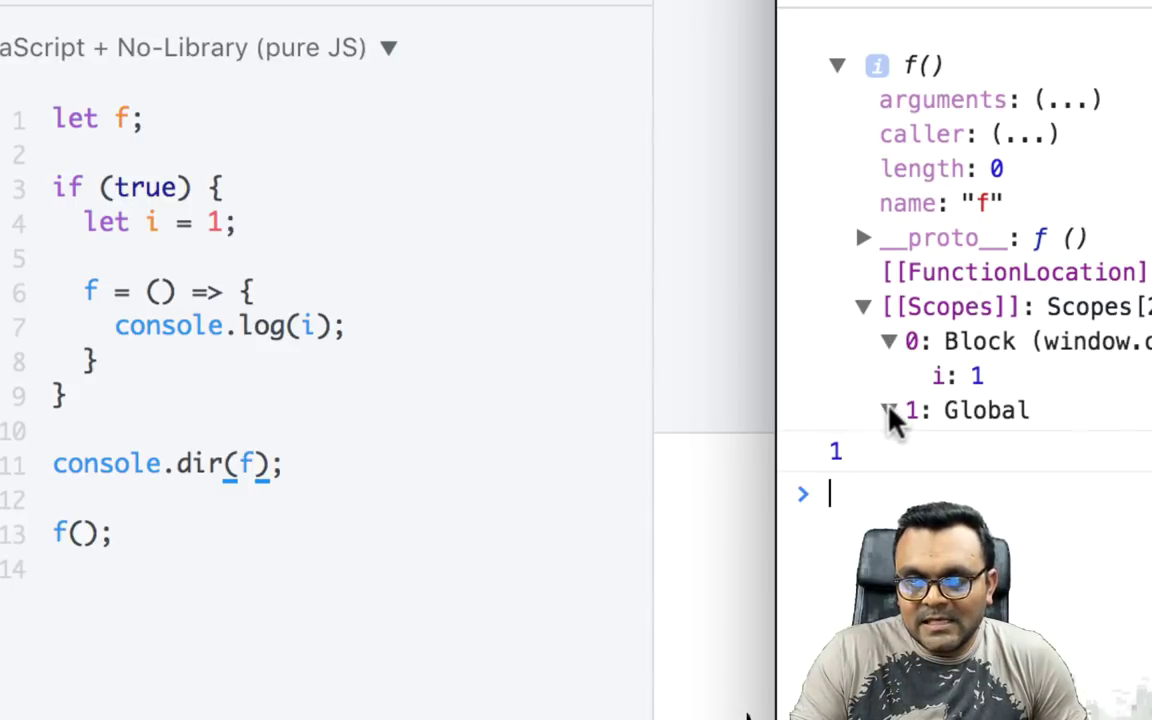 aScript + No-Library (pure JS) ▼
1 let f;
2
3 if (true) {
4 let i = 1;
5
6 f = () => {
7 console.log(i);
8 }
9 }
10
11 console.dir(f);
12
13 f();
14
▼ i f()
arguments: (...)
caller: (...)
length: 0
name: "f"
▶ __proto__: ƒ ()
[[FunctionLocation]
▼ [[Scopes]]: Scopes[2
▼ 0: Block (window.c
i: 1
▼ 1: Global
1
>